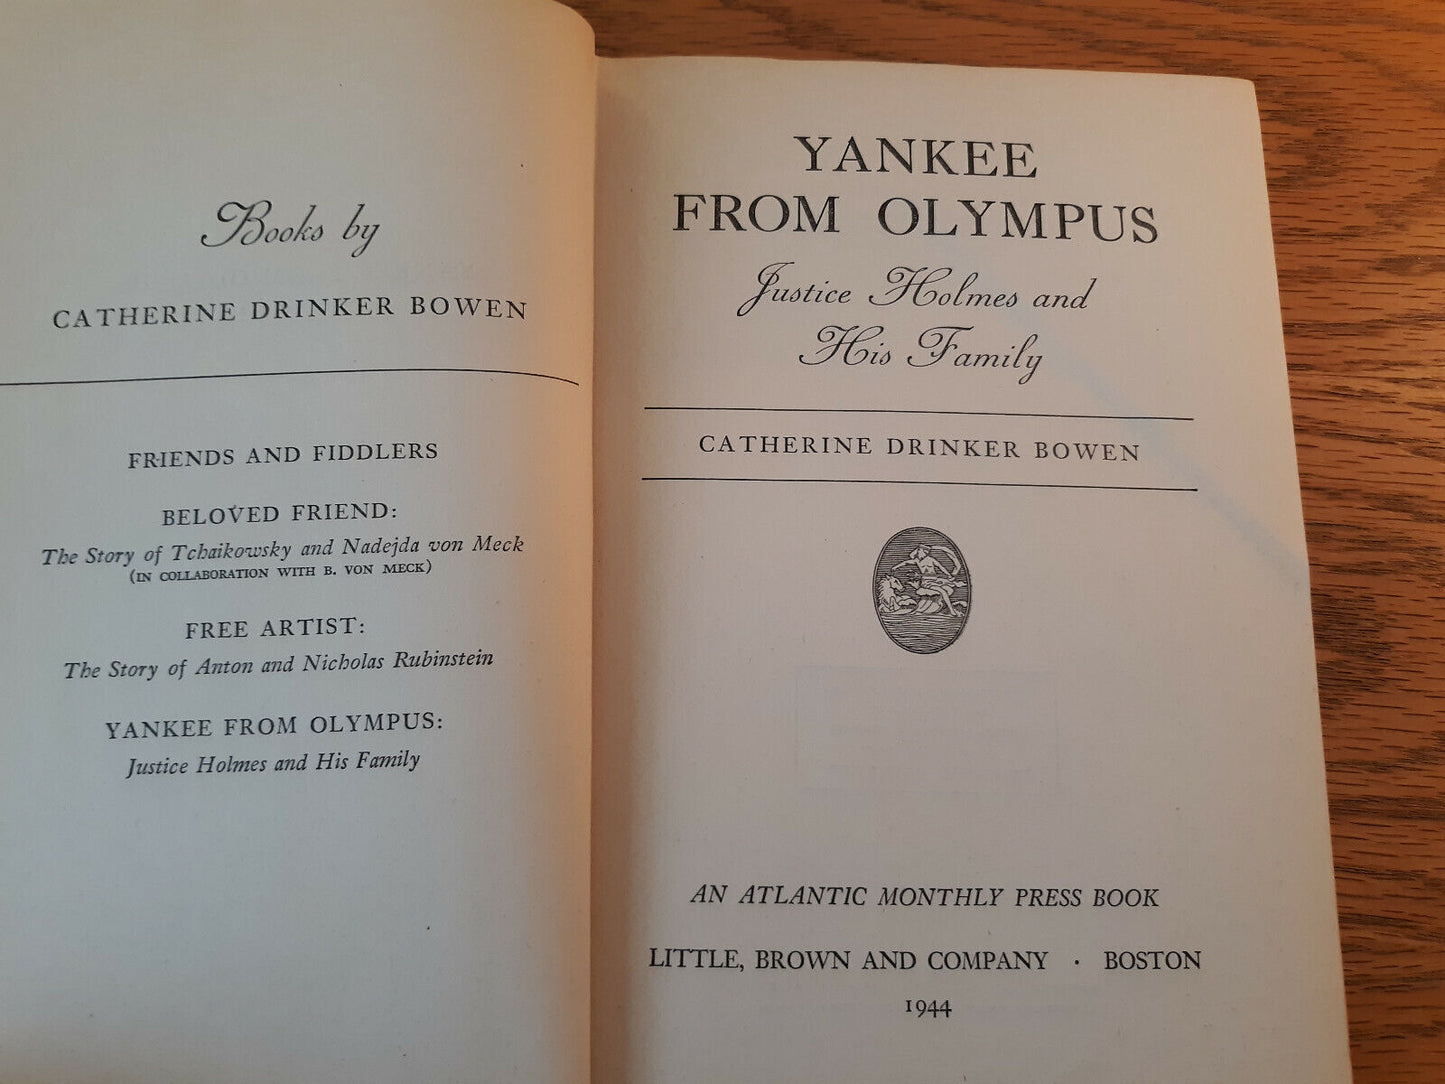 Books by
CATHERINE DRINKER BOWEN
FRIENDS AND FIDDLERS
BELOVED FRIEND:
The Story of Tchaikowsky and Nadejda von Meck
(IN COLLABORATION WITH B. VON MECK)
FREE ARTIST:
The Story of Anton and Nicholas Rubinstein
YANKEE FROM OLYMPUS:
Justice Holmes and His Family
YANKEE
FROM OLYMPUS
Justice Holmes and
His Family
CATHERINE DRINKER BOWEN
AN ATLANTIC MONTHLY PRESS BOOK
LITTLE, BROWN AND COMPANY · BOSTON
1944